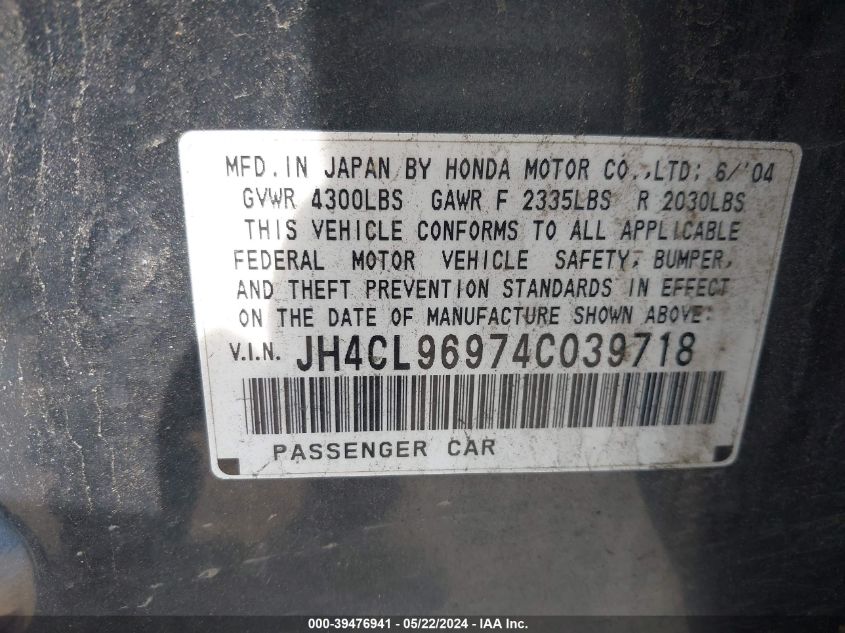 MFD. IN JAPAN BY HONDA MOTOR CO., LTD; 6/'04
GVWR 4300LBS GAWR F 2335LBS R 2030LBS
THIS VEHICLE CONFORMS TO ALL APPLICABLE
FEDERAL MOTOR VEHICLE SAFETY, BUMPER,
AND THEFT PREVENTION STANDARDS IN EFFECT
ON THE DATE OF MANUFACTURE SHOWN ABOVE.
V.I.N. JH4CL96974C039718
PASSENGER CAR
000-39476941 - 05/22/2024 - IAAI.COM